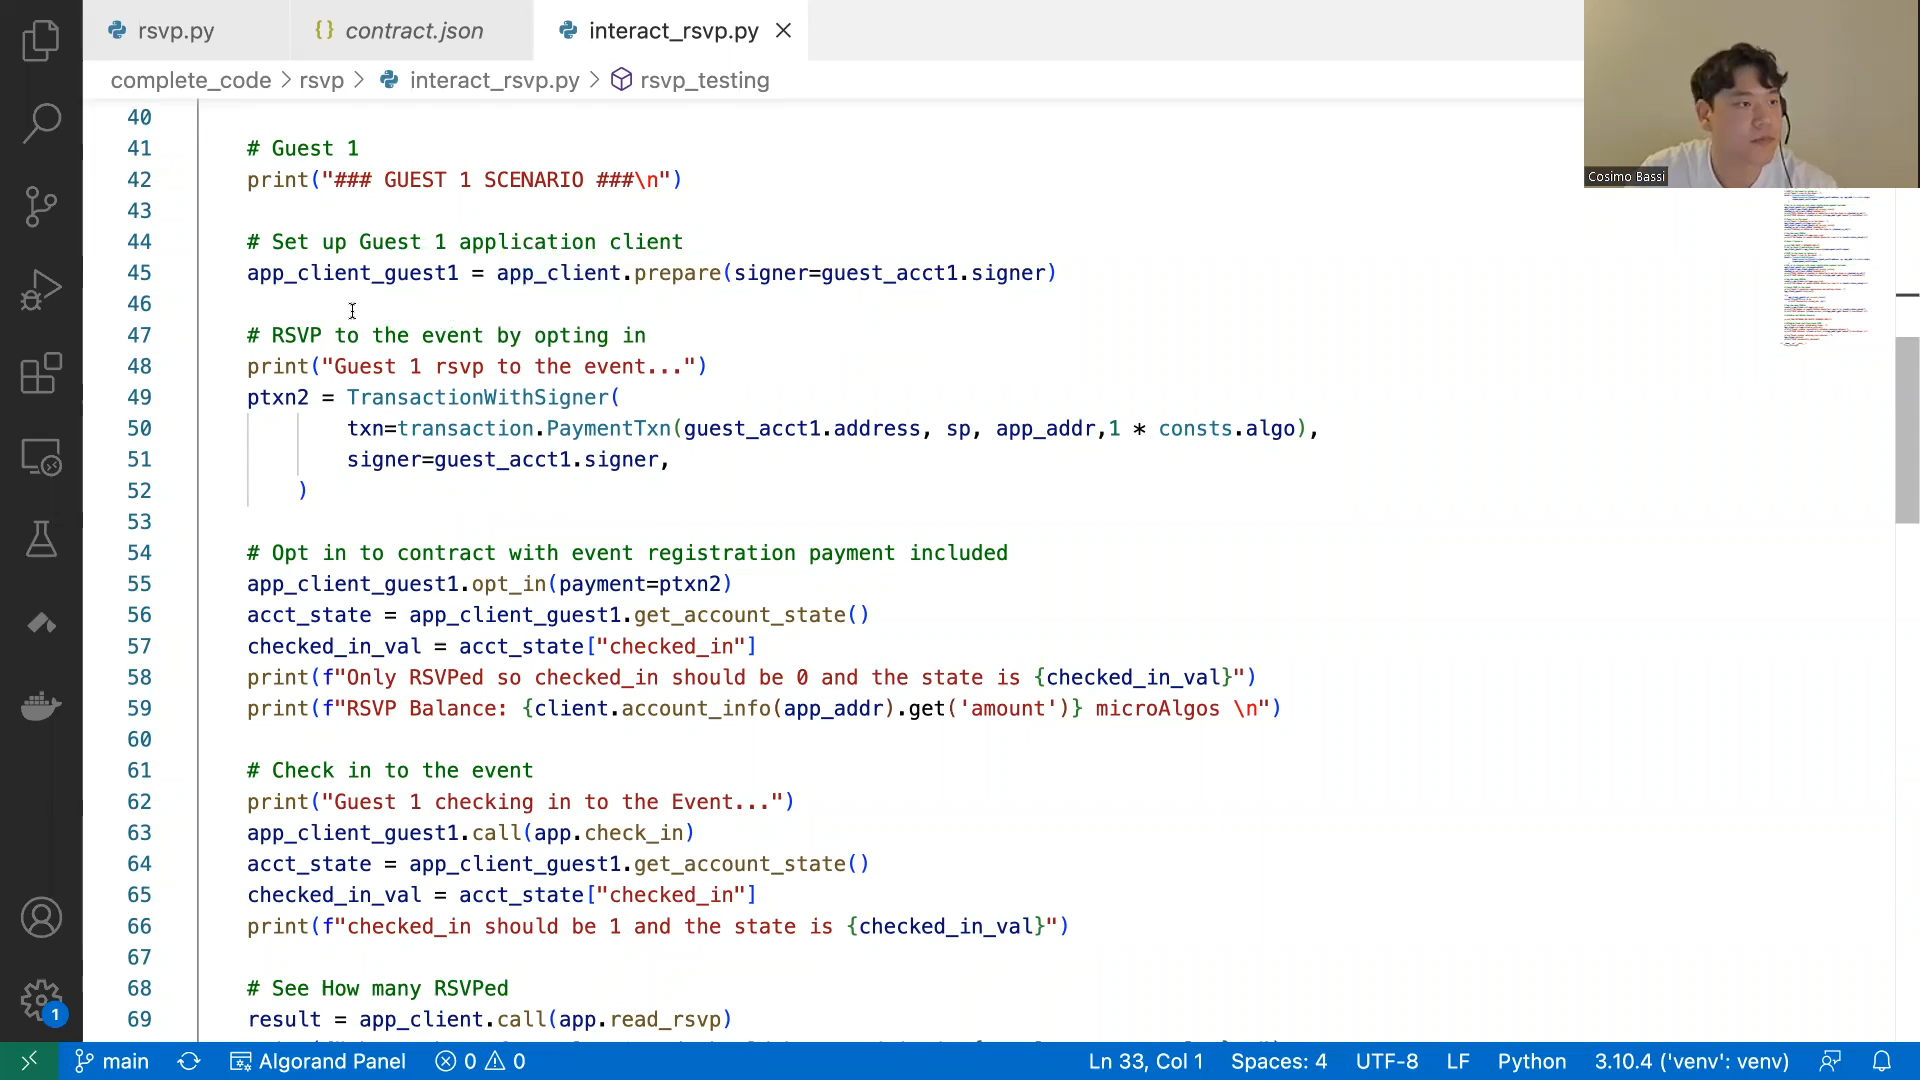 rsvp.py
{} contract.json
interact_rsvp.py
complete_code > rsvp > interact_rsvp.py > rsvp_testing
Cosimo Bassi
40
41 # Guest 1
42 print("### GUEST 1 SCENARIO ###\n")
43
44 # Set up Guest 1 application client
45 app_client_guest1 = app_client.prepare(signer=guest_acct1.signer)
46
47 # RSVP to the event by opting in
48 print("Guest 1 rsvp to the event...")
49 ptxn2 = TransactionWithSigner(
50 txn=transaction.PaymentTxn(guest_acct1.address, sp, app_addr,1 * consts.algo),
51 signer=guest_acct1.signer,
52 )
53
54 # Opt in to contract with event registration payment included
55 app_client_guest1.opt_in(payment=ptxn2)
56 acct_state = app_client_guest1.get_account_state()
57 checked_in_val = acct_state["checked_in"]
58 print(f"Only RSVPed so checked_in should be 0 and the state is {checked_in_val}")
59 print(f"RSVP Balance: {client.account_info(app_addr).get('amount')} microAlgos \n")
60
61 # Check in to the event
62 print("Guest 1 checking in to the Event...")
63 app_client_guest1.call(app.check_in)
64 acct_state = app_client_guest1.get_account_state()
65 checked_in_val = acct_state["checked_in"]
66 print(f"checked_in should be 1 and the state is {checked_in_val}")
67
68 # See How many RSVPed
69 result = app_client.call(app.read_rsvp)
1
main Algorand Panel 0 0 Ln 33, Col 1 Spaces: 4 UTF-8 LF Python 3.10.4 ('venv': venv)